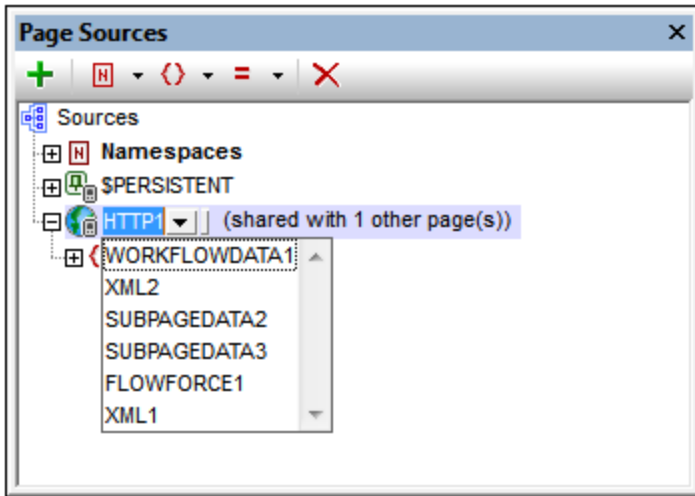 Page Sources
N {} =
Sources
N Namespaces
$PERSISTENT
HTTP1 (shared with 1 other page(s))
{
WORKFLOWDATA1
XML2
SUBPAGEDATA2
SUBPAGEDATA3
FLOWFORCE1
XML1